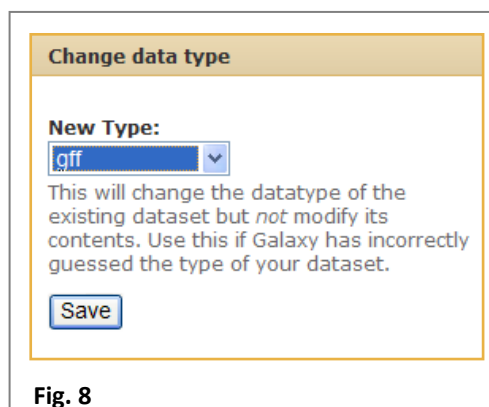 Change data type
New Type:
gff
This will change the datatype of the
existing dataset but not modify its
contents. Use this if Galaxy has incorrectly
guessed the type of your dataset.
Save
Fig. 8